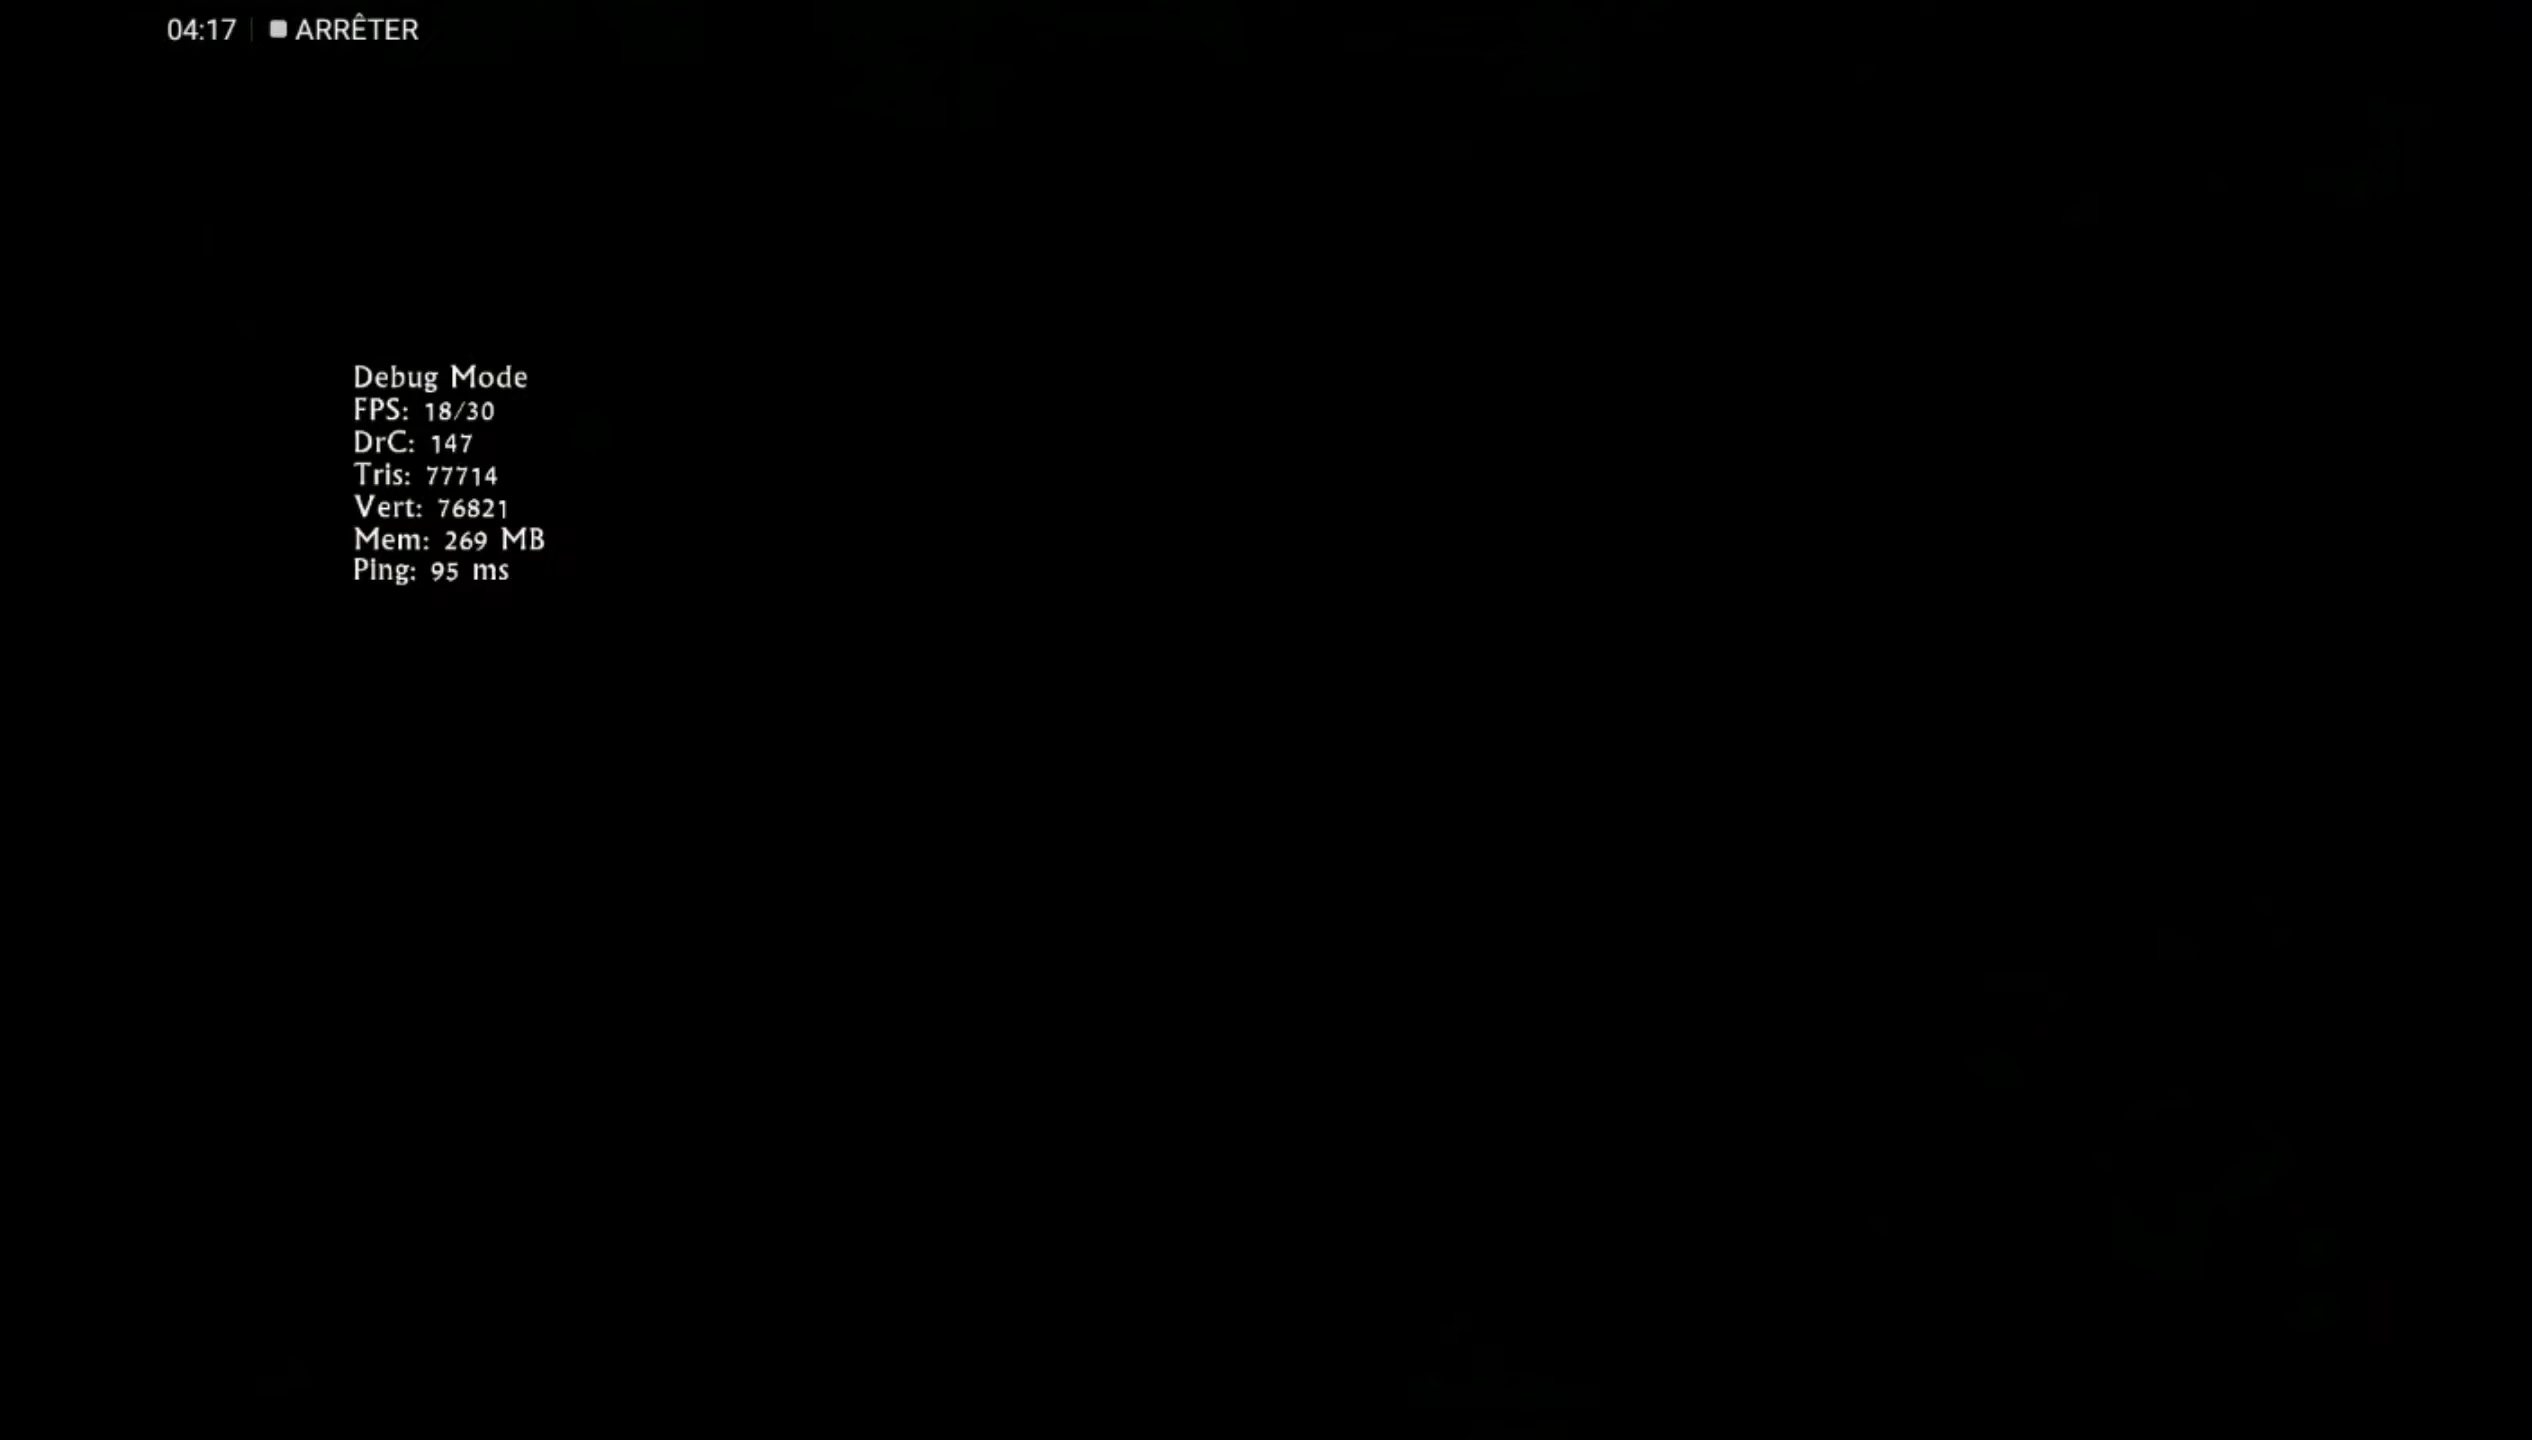 04:17 ARRÊTER
Debug Mode
FPS: 18/30
DrC: 147
Tris: 77714
Vert: 76821
Mem: 269 MB
Ping: 95 ms